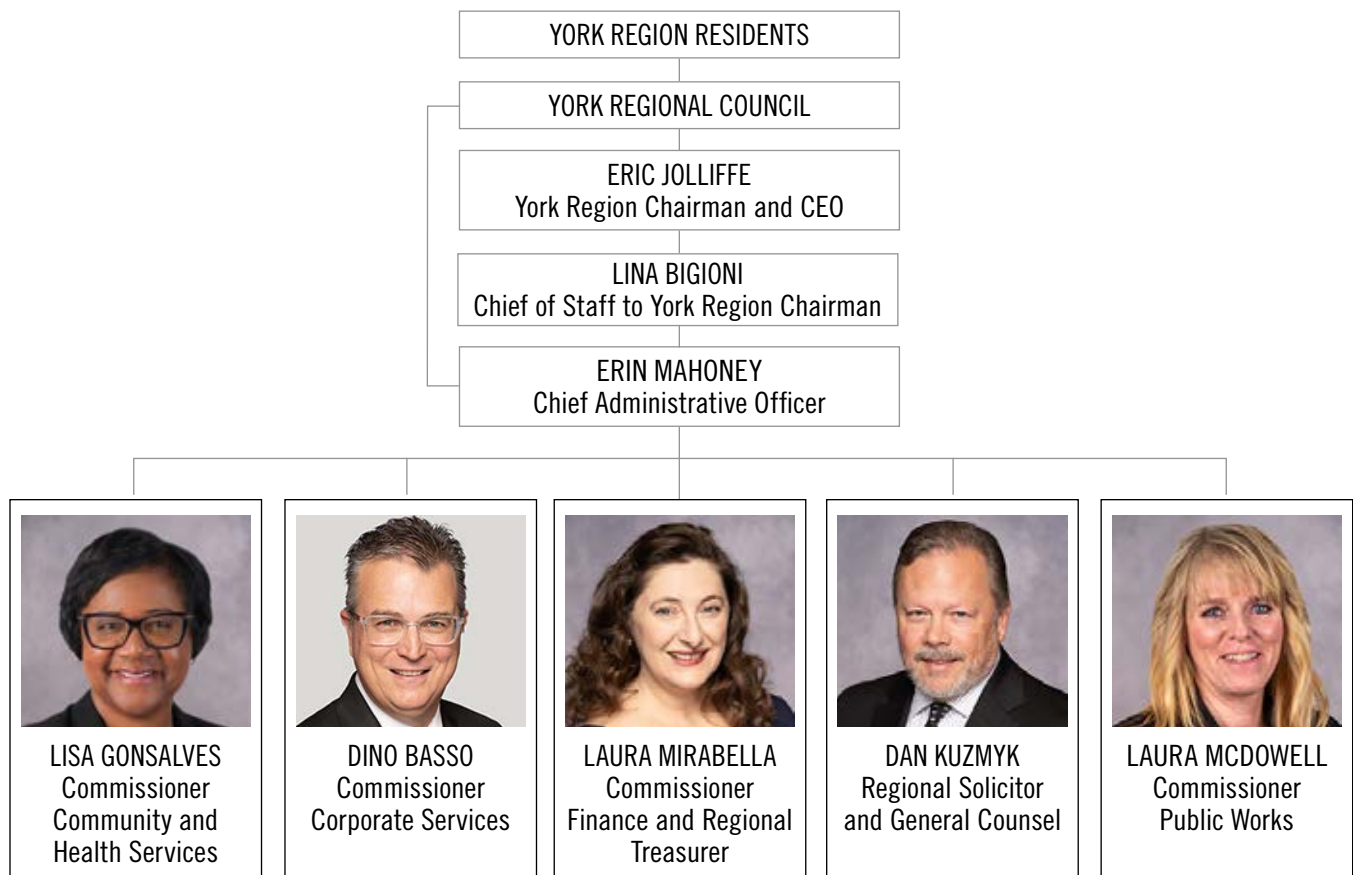 YORK REGION RESIDENTS
YORK REGIONAL COUNCIL
ERIC JOLLIFFE
York Region Chairman and CEO
LINA BIGIONI
Chief of Staff to York Region Chairman
ERIN MAHONEY
Chief Administrative Officer
LISA GONSALVES
Commissioner
Community and
Health Services
DINO BASSO
Commissioner
Corporate Services
LAURA MIRABELLA
Commissioner
Finance and Regional
Treasurer
DAN KUZMYK
Regional Solicitor
and General Counsel
LAURA MCDOWELL
Commissioner
Public Works